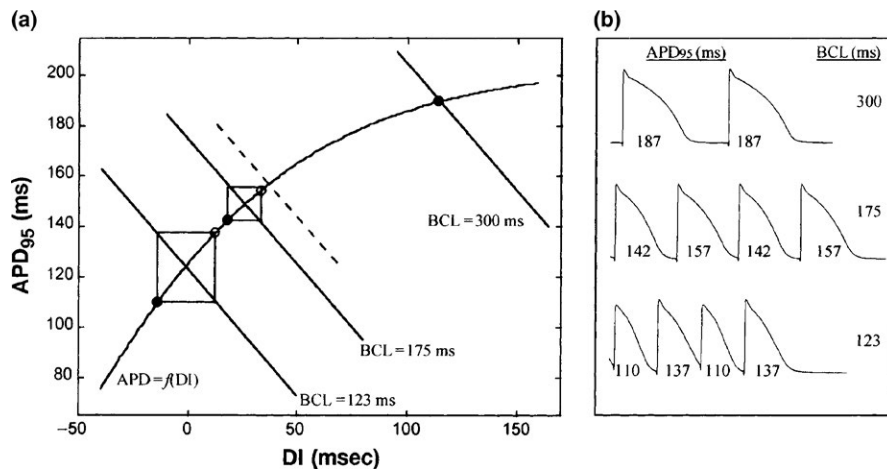 (a)
APD95 (ms)
200
180
160
140
120
100
80
−50
0
50
100
150
DI (msec)
BCL = 300 ms
BCL = 175 ms
BCL = 123 ms
APD = f(DI)
(b)
APD95 (ms) BCL (ms)
300
187 187
175
142 157 142 157
123
110 137 110 137